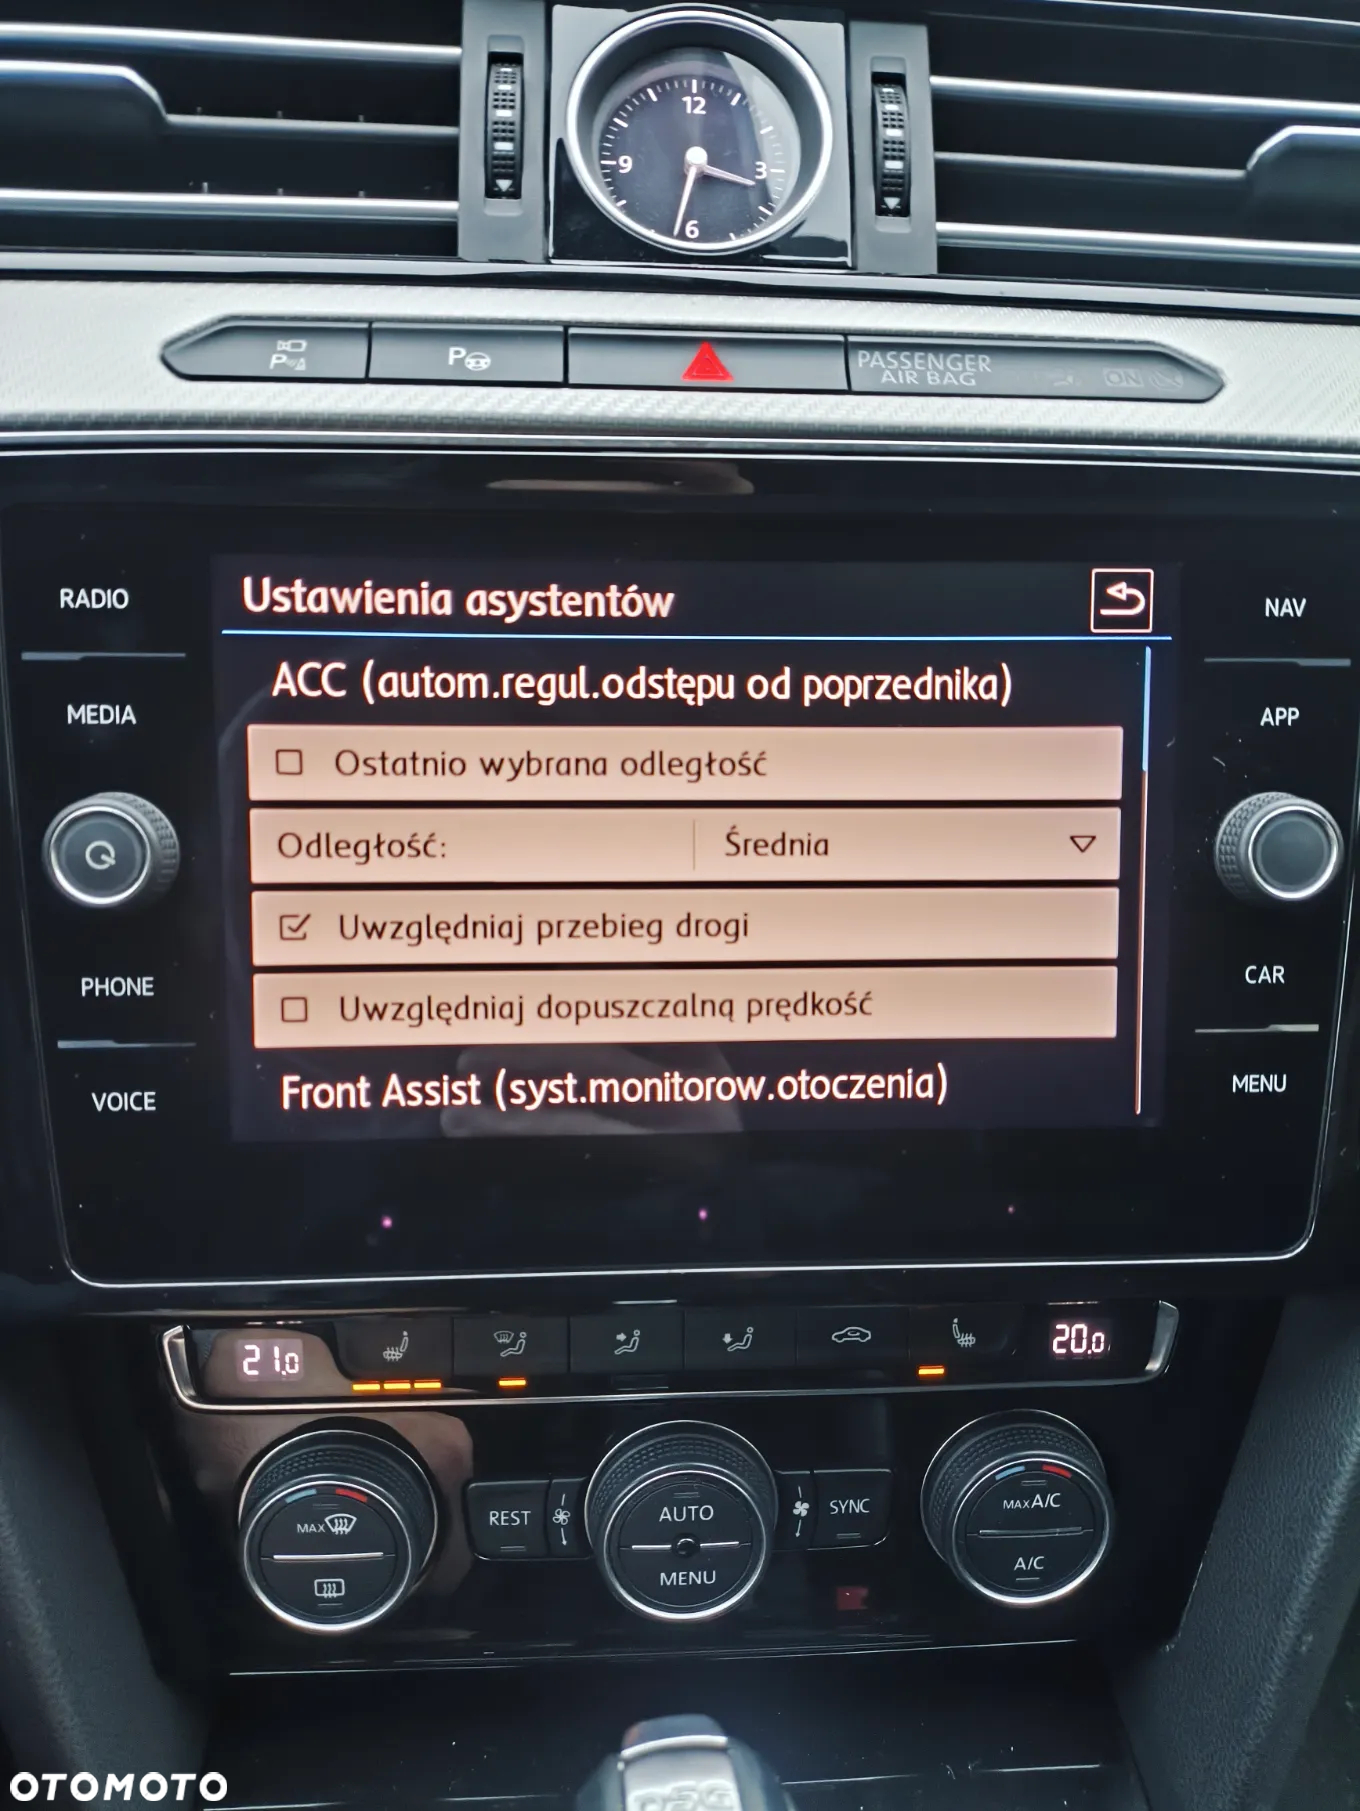 12
9
3
6
P
PASSENGER
AIR BAG
ON
RADIO
MEDIA
PHONE
VOICE
Ustawienia asystentów
ACC (autom.regul.odstępu od poprzednika)
Ostatnio wybrana odległość
Odległość:
Średnia
Uwzględniaj przebieg drogi
Uwzględniaj dopuszczalną prędkość
Front Assist (syst.monitorow.otoczenia)
NAV
APP
CAR
MENU
21.0
20.0
MAX
REST
AUTO
MENU
SYNC
MAX A/C
A/C
DSG
OTOMOTO